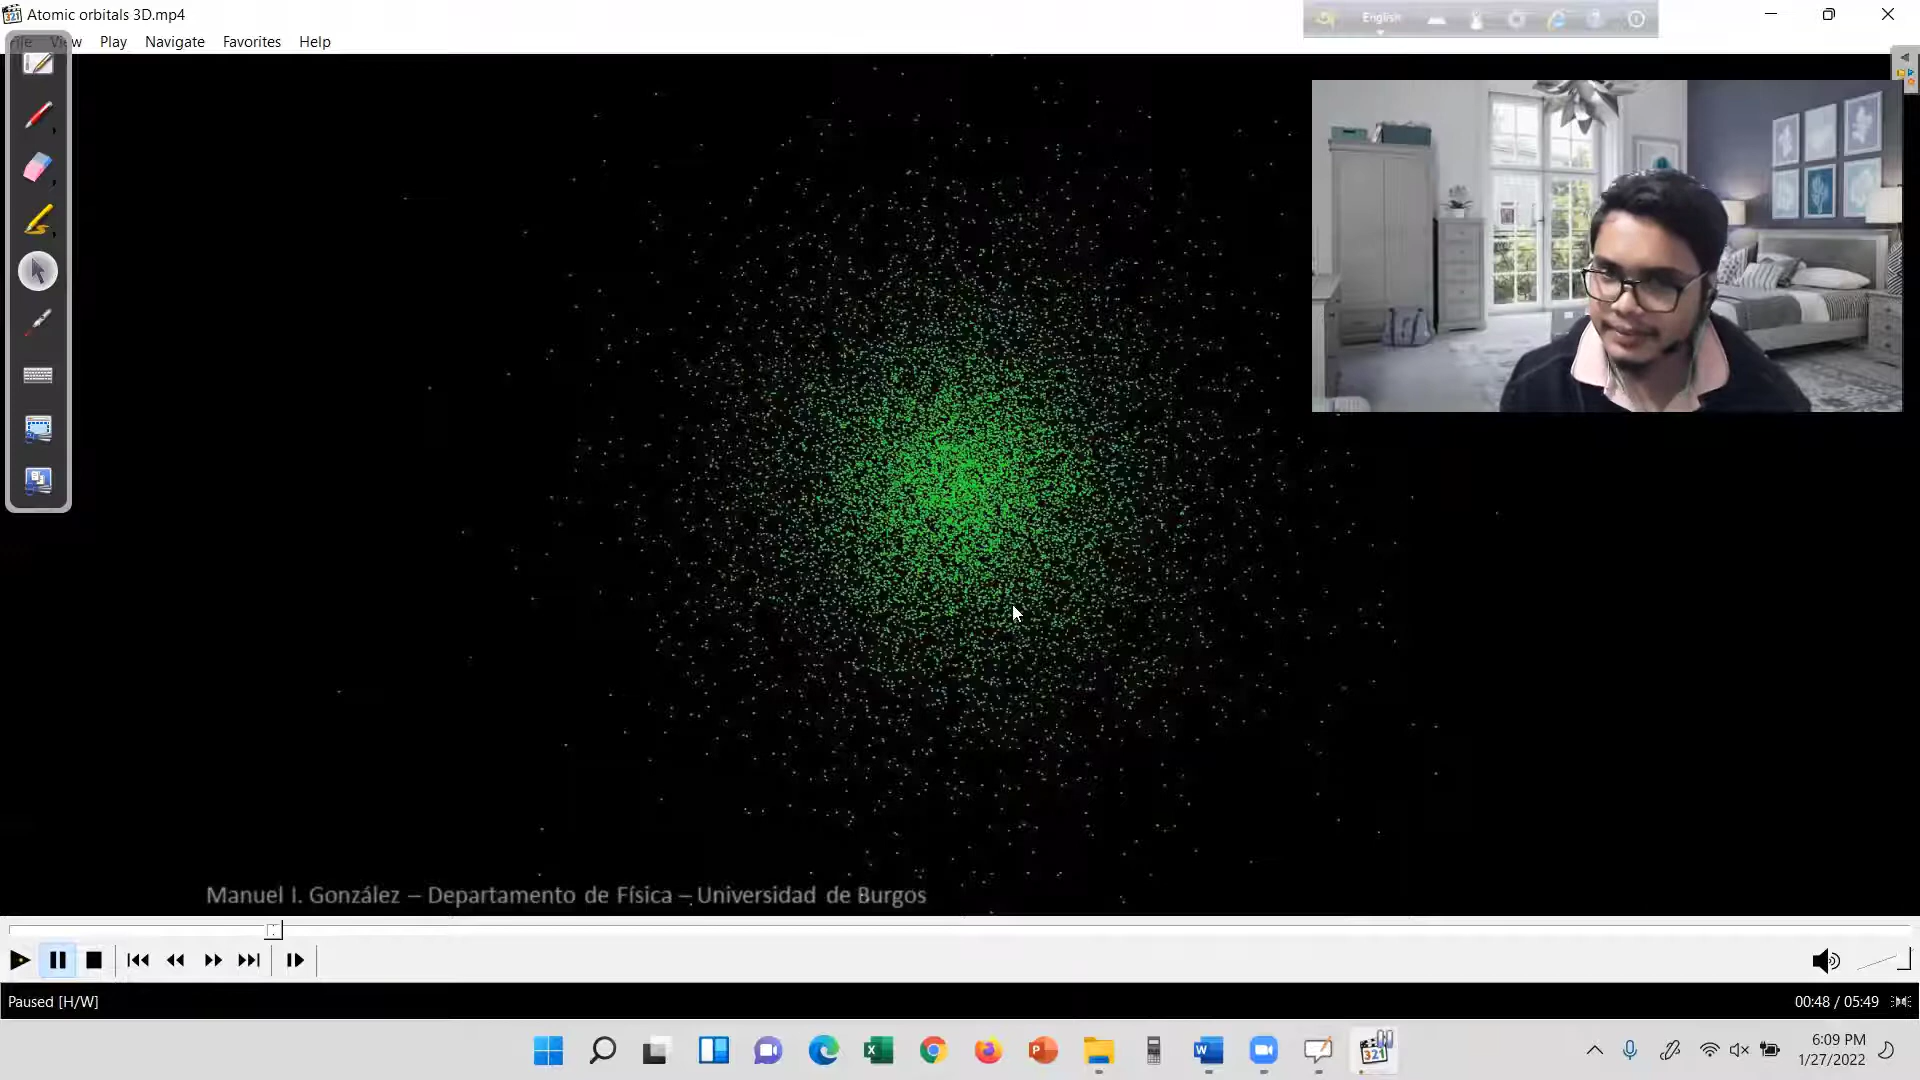 Atomic orbitals 3D.mp4
English
View Play Navigate Favorites Help
Manuel I. González – Departamento de Física – Universidad de Burgos
Paused [H/W]
00:48 / 05:49
6:09 PM
1/27/2022